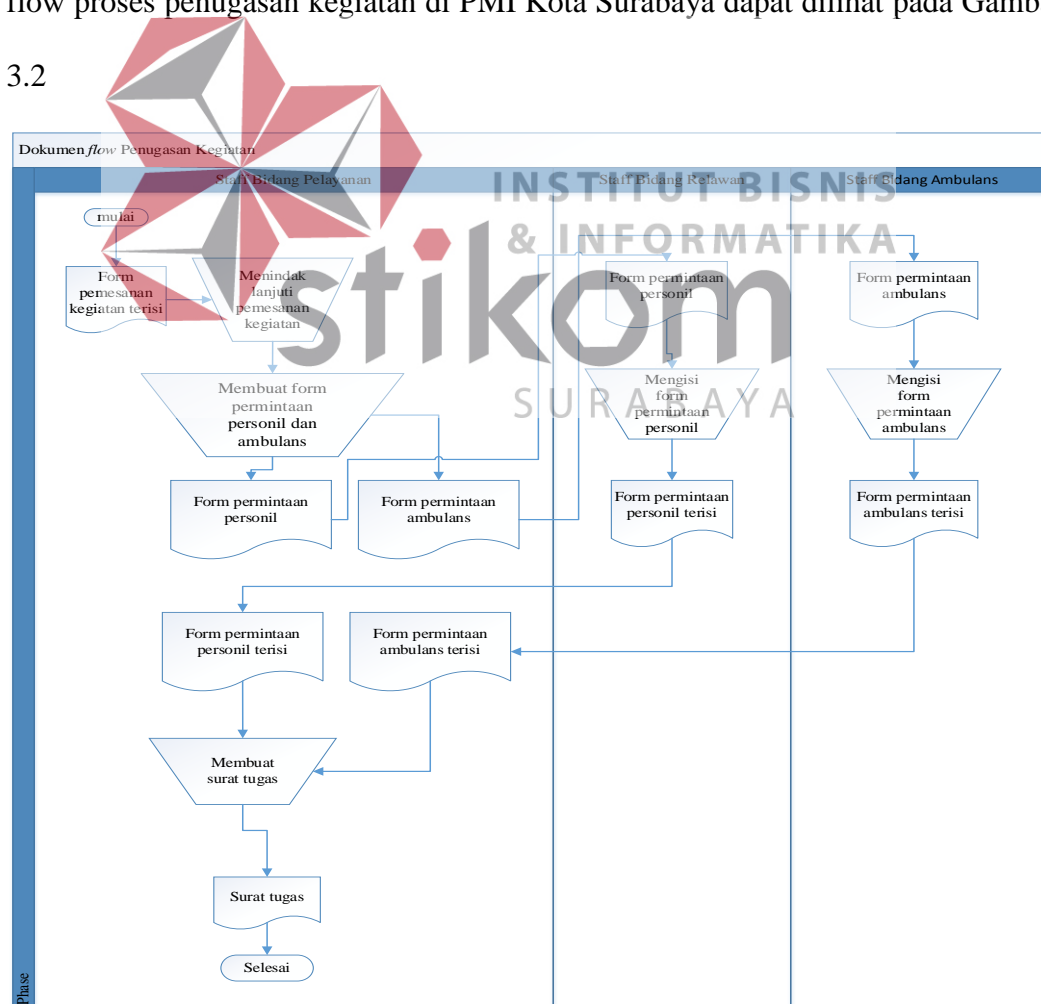 flow proses penugasan kegiatan di PMI Kota Surabaya dapat dilihat pada Gamb
3.2
Dokumen flow Penugasan Kegiatan
Staff Bidang Pelayanan
Staff Bidang Relawan
Staff Bidang Ambulans
INSTITUT BISNIS
& INFORMATIKA
stikom
SURABAYA
mulai
Form
pemesanan
kegiatan terisi
Menindak
lanjuti
pemesanan
kegiatan
Form permintaan
personil
Form permintaan
ambulans
Membuat form
permintaan
personil dan
ambulans
Mengisi
form
permintaan
personil
Mengisi
form
permintaan
ambulans
Form permintaan
personil
Form permintaan
ambulans
Form permintaan
personil terisi
Form permintaan
ambulans terisi
Form permintaan
personil terisi
Form permintaan
ambulans terisi
Membuat
surat tugas
Surat tugas
Selesai
Phase